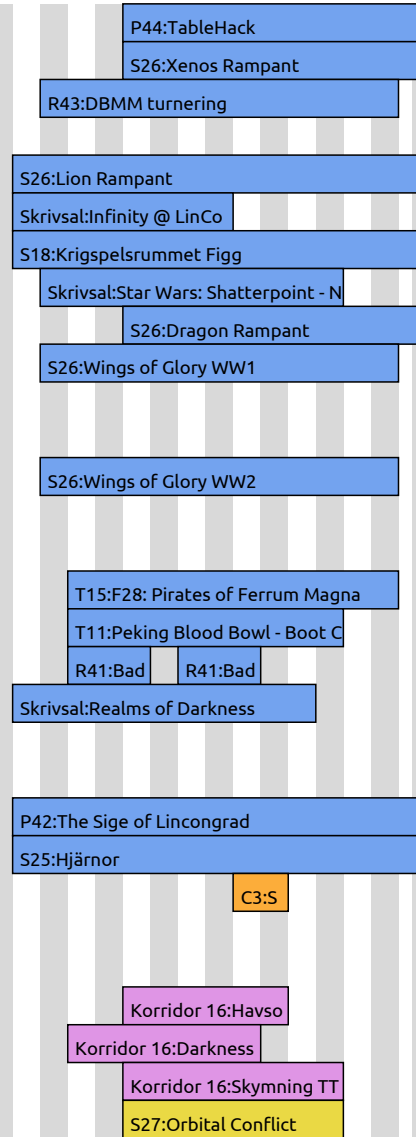 P44:TableHack
S26:Xenos Rampant
R43:DBMM turnering
S26:Lion Rampant
Skrivsal:Infinity @ LinCo
S18:Krigspelsrummet Figg
Skrivsal:Star Wars: Shatterpoint - N
S26:Dragon Rampant
S26:Wings of Glory WW1
S26:Wings of Glory WW2
T15:F28: Pirates of Ferrum Magna
T11:Peking Blood Bowl - Boot C
R41:Bad R41:Bad
Skrivsal:Realms of Darkness
P42:The Sige of Lincongrad
S25:Hjärnor
C3:S
Korridor 16:Havso
Korridor 16:Darkness
Korridor 16:Skymning TT
S27:Orbital Conflict